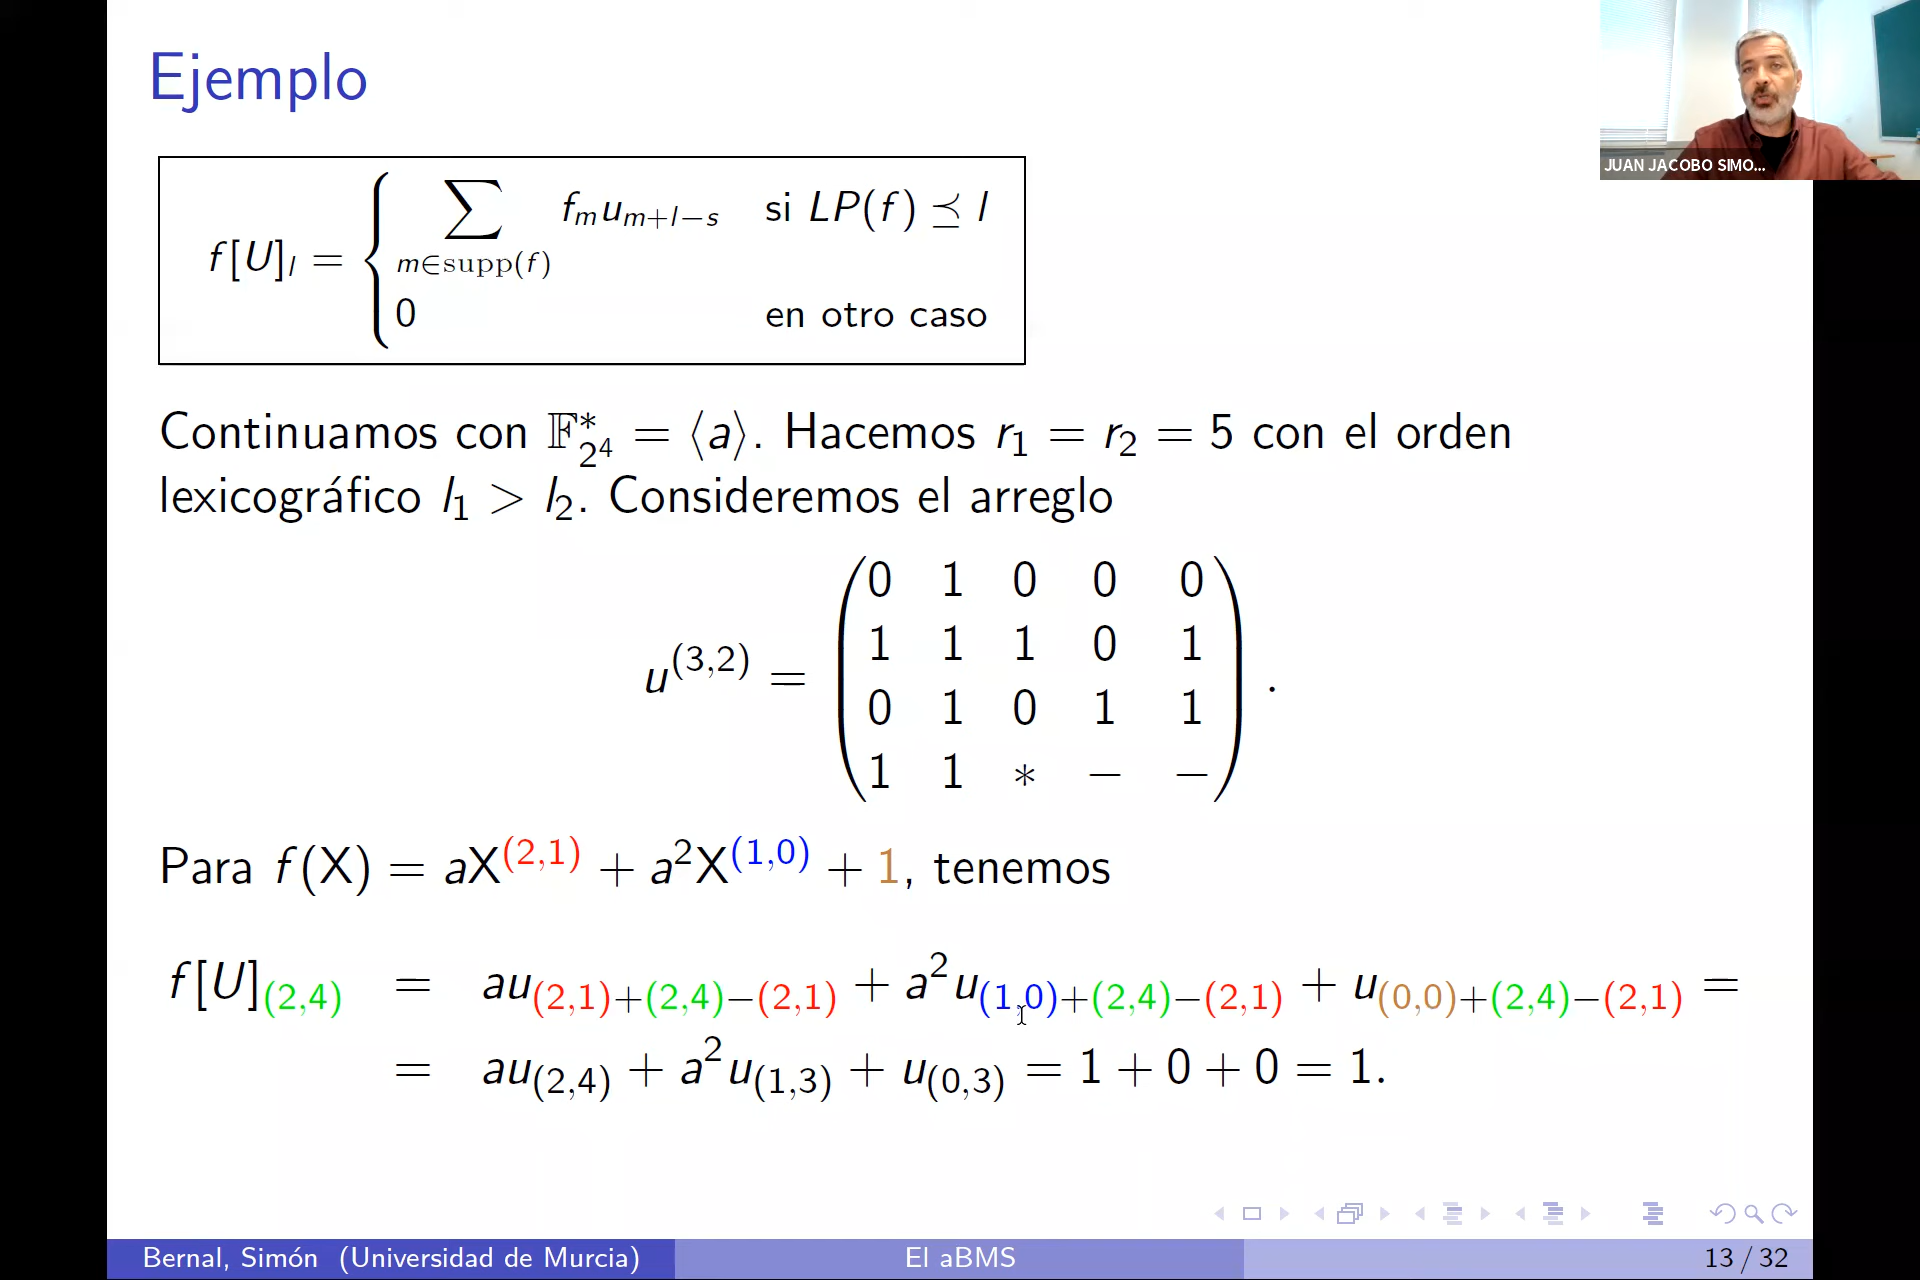 Ejemplo
JUAN JACOBO SIMO...
f[U]_l = { ∑_{m∈supp(f)} f_m u_{m+l−s} si LP(f) ⪯ l
0 en otro caso
Continuamos con 𝔽*_{2^4} = ⟨a⟩. Hacemos r_1 = r_2 = 5 con el orden
lexicográfico l_1 > l_2. Consideremos el arreglo
0 1 0 0 0
1 1 1 0 1
u^{(3,2)} = .
0 1 0 1 1
1 1 * − −
Para f(X) = aX^{(2,1)} + a^2X^{(1,0)} + 1, tenemos
f[U]_{(2,4)} = au_{(2,1)+(2,4)−(2,1)} + a^2u_{(1,0)+(2,4)−(2,1)} + u_{(0,0)+(2,4)−(2,1)} =
= au_{(2,4)} + a^2u_{(1,3)} + u_{(0,3)} = 1 + 0 + 0 = 1.
Bernal, Simón (Universidad de Murcia) El aBMS 13 / 32